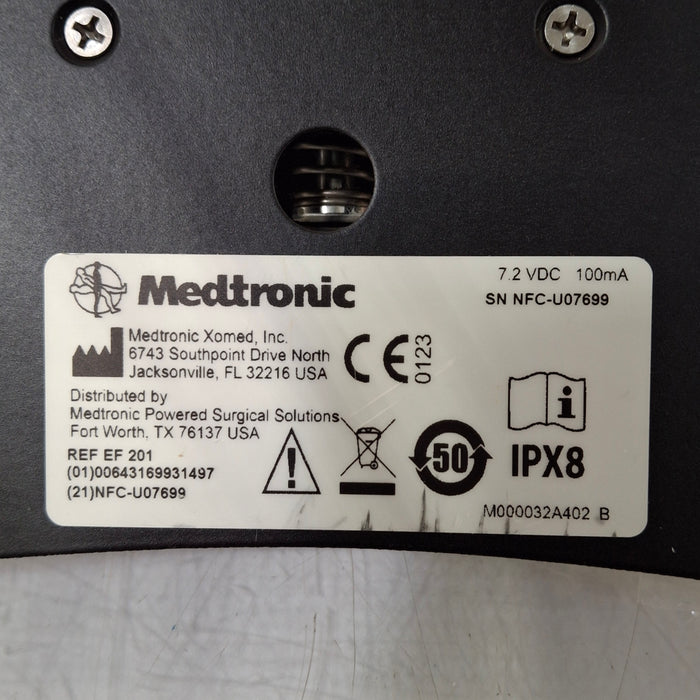 Medtronic
7.2 VDC 100mA
SN NFC-U07699
Medtronic Xomed, Inc.
6743 Southpoint Drive North
Jacksonville, FL 32216 USA
CE 0123
Distributed by
Medtronic Powered Surgical Solutions
Fort Worth, TX 76137 USA
REF EF 201
(01)00643169931497
(21)NFC-U07699
!
50
i
IPX8
M000032A402 B